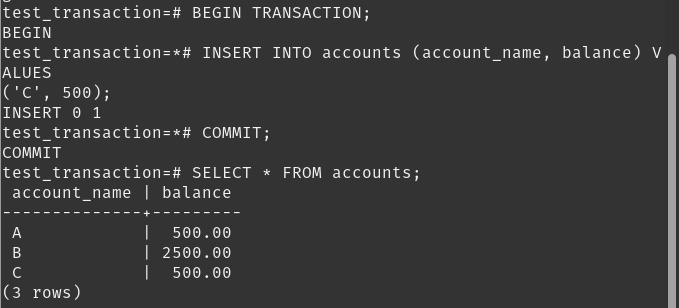 test_transaction=# BEGIN TRANSACTION;
BEGIN
test_transaction=*# INSERT INTO accounts (account_name, balance) V
ALUES
('C', 500);
INSERT 0 1
test_transaction=*# COMMIT;
COMMIT
test_transaction=# SELECT * FROM accounts;
 account_name | balance
--------------+---------
 A            |  500.00
 B            | 2500.00
 C            |  500.00
(3 rows)